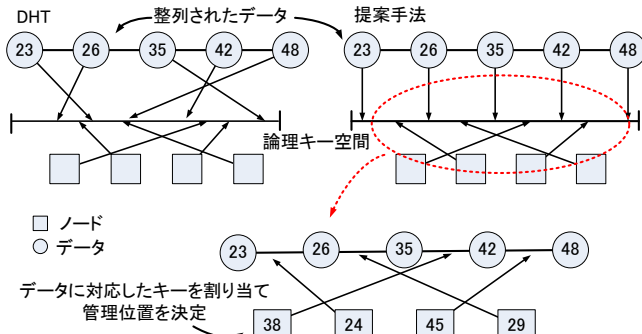 DHT
整列されたデータ
提案手法
23 26 35 42 48
23 26 35 42 48
論理キー空間
ノード
データ
23 26 35 42 48
データに対応したキーを割り当て
管理位置を決定
38 24 45 29